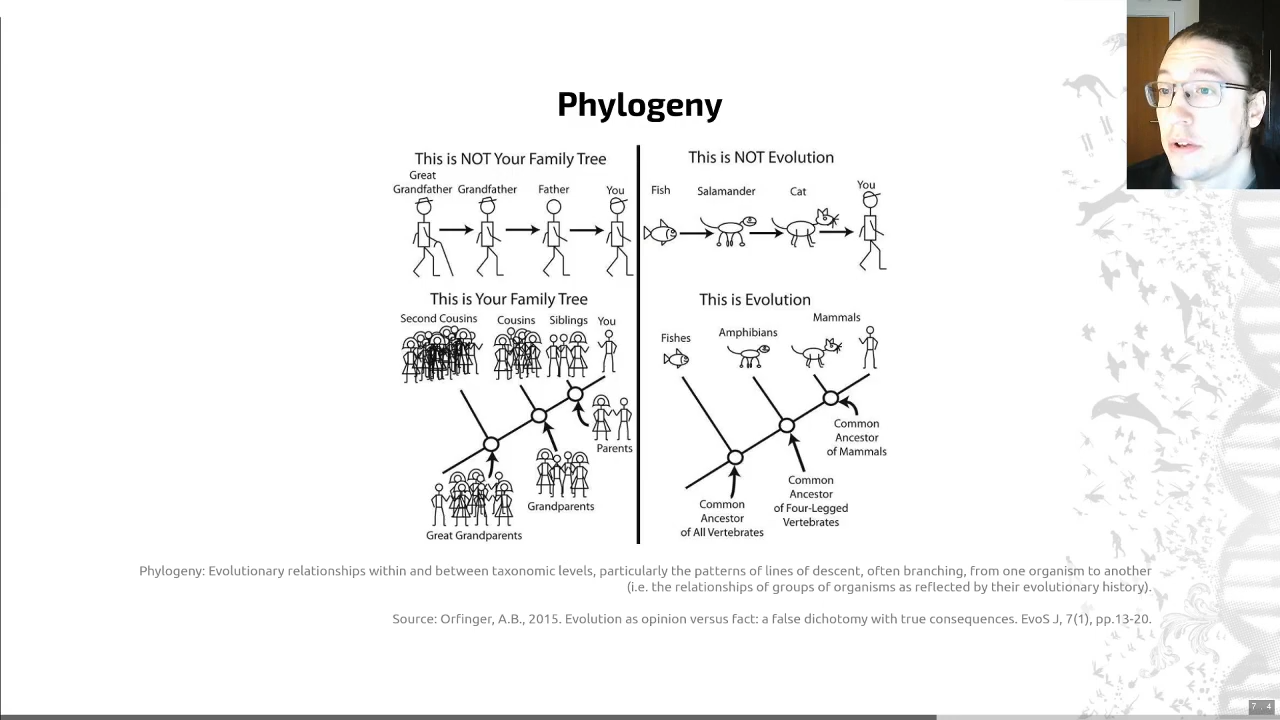 Phylogeny
This is NOT Your Family Tree
Great
Grandfather Grandfather Father You
This is NOT Evolution
Fish Salamander Cat You
This is Your Family Tree
Second Cousins Cousins Siblings You
Parents
Grandparents
Great Grandparents
This is Evolution
Fishes Amphibians Mammals
Common
Ancestor
of Mammals
Common
Ancestor
of Four-Legged
Vertebrates
Common
Ancestor
of All Vertebrates
Phylogeny: Evolutionary relationships within and between taxonomic levels, particularly the patterns of lines of descent, often branching, from one organism to another
(i.e. the relationships of groups of organisms as reflected by their evolutionary history).
Source: Orfinger, A.B., 2015. Evolution as opinion versus fact: a false dichotomy with true consequences. EvoS J, 7(1), pp.13-20.
7 . 4